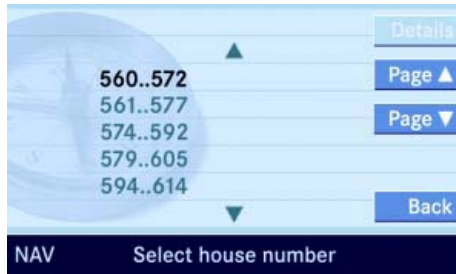 Details
560..572
Page ▲
561..577
574..592
Page ▼
579..605
594..614
Back
NAV Select house number